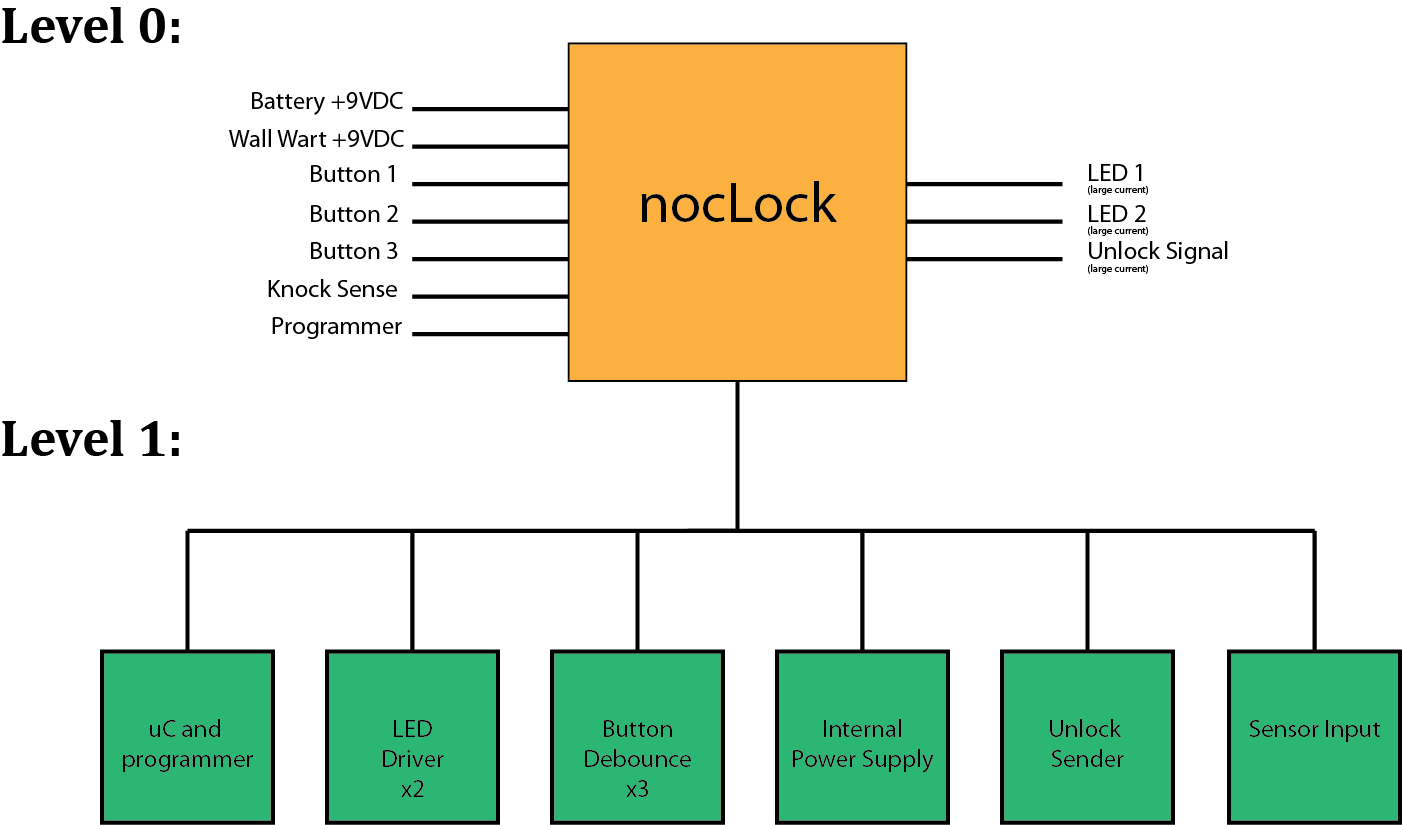 Level 0:
Battery +9VDC
Wall Wart +9VDC
Button 1
Button 2
Button 3
Knock Sense
Programmer
nocLock
LED 1
(large current)
LED 2
(large current)
Unlock Signal
(large current)
Level 1:
uC and
programmer
LED
Driver
x2
Button
Debounce
x3
Internal
Power Supply
Unlock
Sender
Sensor Input